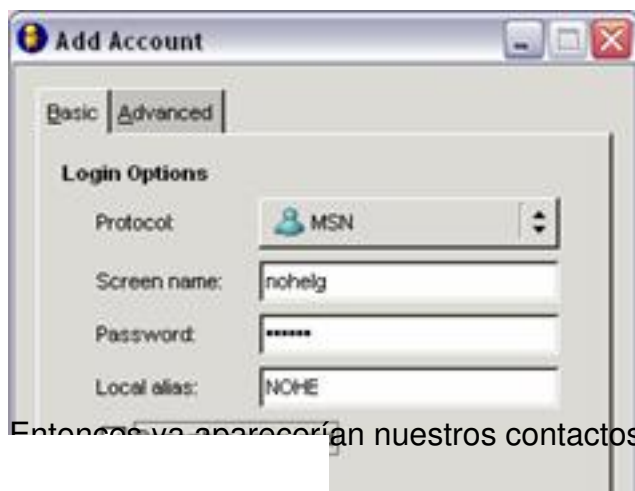 Add Account
Basic Advanced
Login Options
Protocol: MSN
Screen name: nohelg
Password: ••••••
Local alias: NOHE
Entonces ya aparecerían nuestros contactos